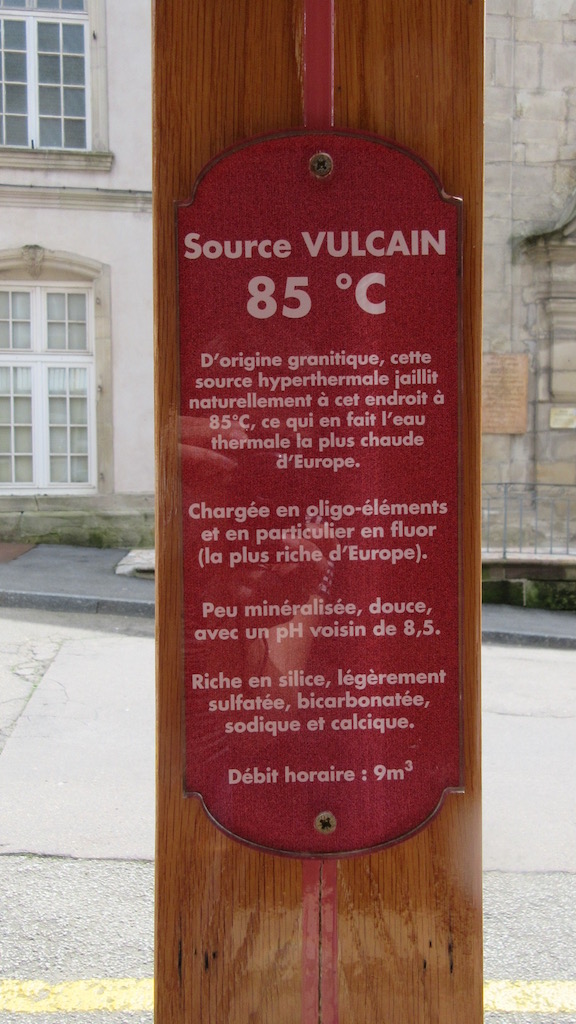 Source VULCAIN
85 °C
D'origine granitique, cette
source hyperthermale jaillit
naturellement à cet endroit à
85°C, ce qui en fait l'eau
thermale la plus chaude
d'Europe.
Chargée en oligo-éléments
et en particulier en fluor
(la plus riche d'Europe).
Peu minéralisée, douce,
avec un pH voisin de 8,5.
Riche en silice, légèrement
sulfatée, bicarbonatée,
sodique et calcique.
Débit horaire : 9m³